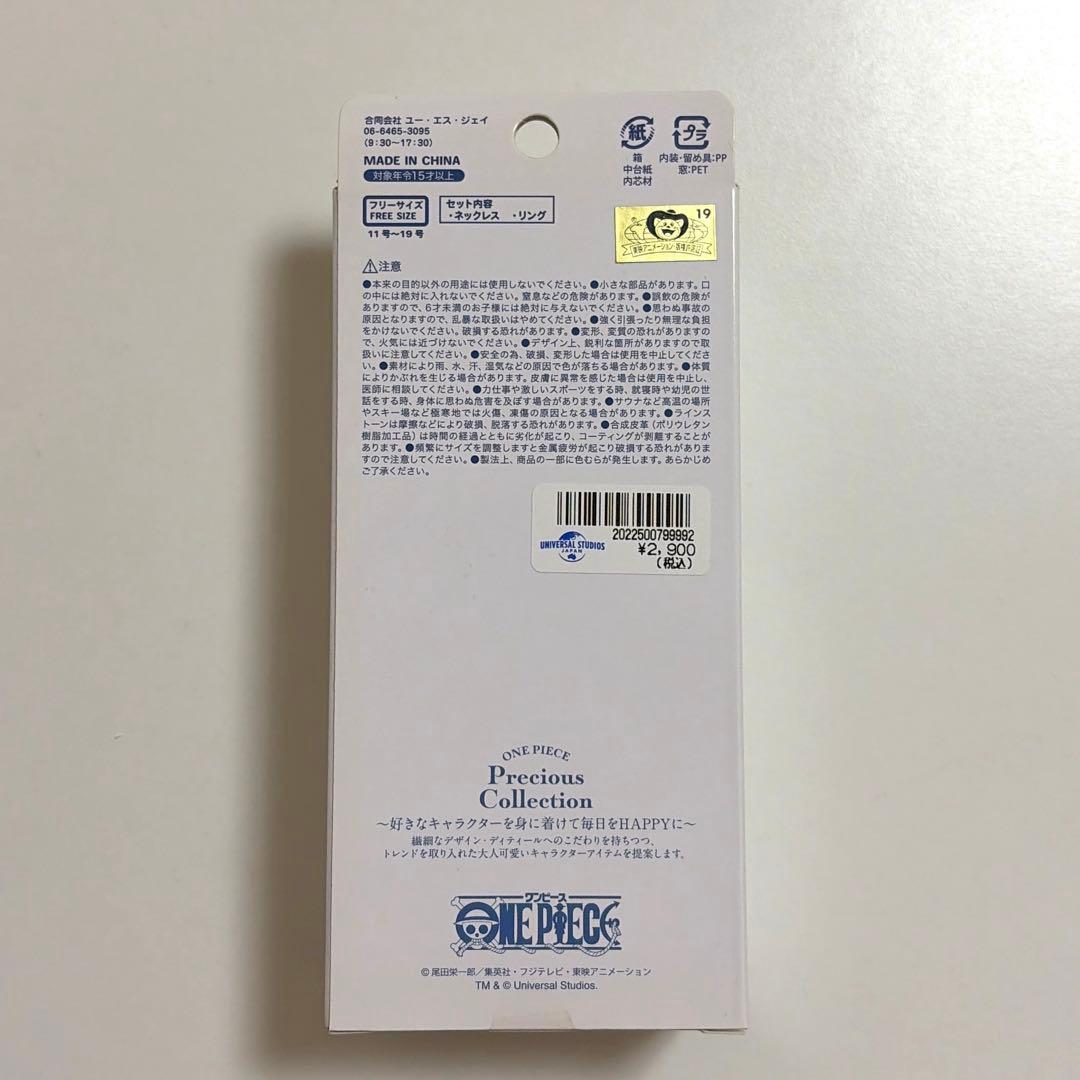 合同会社 ユー・エス・ジェイ
06-6465-3095
(9:30〜17:30)
MADE IN CHINA
対象年令15才以上
紙
プラ
箱
中台紙
内芯材
内装・留め具:PP
窓:PET
フリーサイズ
FREE SIZE
11号〜19号
セット内容
・ネックレス ・リング
19
東映アニメーション
⚠注意
●本来の目的以外の用途には使用しないでください。●小さな部品があります。口
の中には絶対に入れないでください。窒息などの危険があります。●誤飲の危険が
ありますので、6才未満のお子様には絶対に与えないでください。●思わぬ事故の
原因となりますので、乱暴な取扱いはやめてください。●強く引張ったり無理な負担
をかけないでください。破損する恐れがあります。●変形、変質の恐れがありますの
で、火気には近づけないでください。●デザイン上、鋭利な箇所がありますので取
扱いに注意してください。●安全の為、破損、変形した場合は使用を中止してくださ
い。●素材により雨、水、汗、湿気などの原因で色が落ちる場合があります。●体質
によりかぶれを生じる場合があります。皮膚に異常を感じた場合は使用を中止し、
医師に相談してください。●力仕事や激しいスポーツをする時、就寝時や幼児の世
話をする時、身体に思わぬ危害を及ぼす場合があります。●サウナなど高温の場所
やスキー場など極寒地では火傷、凍傷の原因となる場合があります。●ラインス
トーンは摩擦などにより破損、脱落する恐れがあります。●合成皮革(ポリウレタン
樹脂加工品)は時間の経過とともに劣化が起こり、コーティングが剥離することが
あります。●頻繁にサイズを調整しますと金属疲労が起こり破損する恐れがありま
すので注意してください。●製法上、商品の一部に色むらが発生します。あらかじめ
ご了承ください。
2022500799992
UNIVERSAL STUDIOS
JAPAN
¥2,900
(税込)
ONE PIECE
Precious
Collection
〜好きなキャラクターを身に着けて毎日をHAPPYに〜
繊細なデザイン・ディティールへのこだわりを持ちつつ、
トレンドを取り入れた大人可愛いキャラクターアイテムを提案します。
ワンピース
ONE PIECE
©尾田栄一郎/集英社・フジテレビ・東映アニメーション
TM & © Universal Studios.